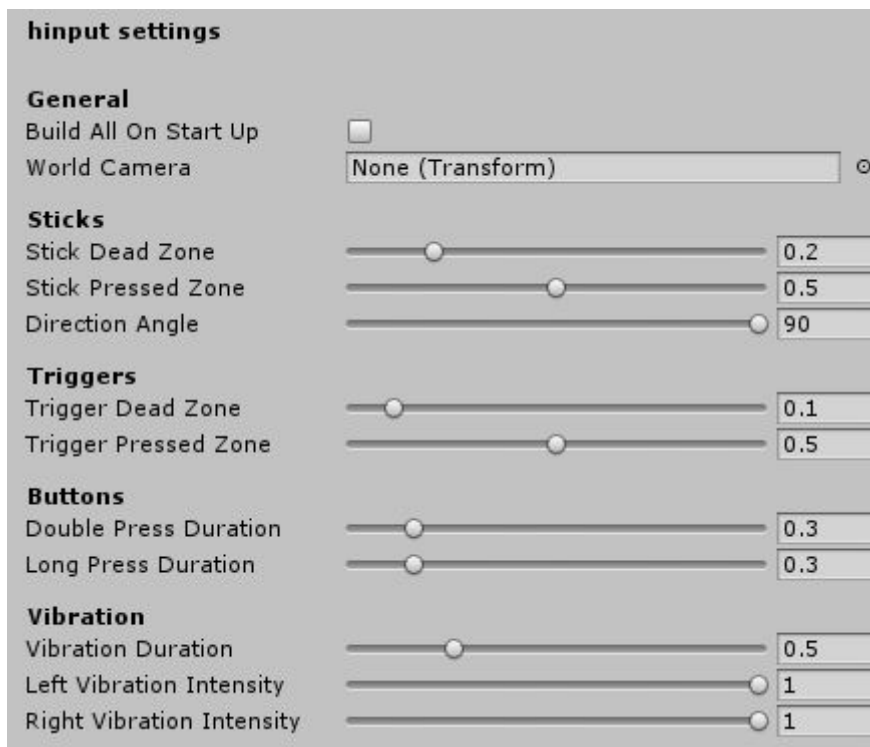 hinput settings
General
Build All On Start Up
World Camera None (Transform)
Sticks
Stick Dead Zone 0.2
Stick Pressed Zone 0.5
Direction Angle 90
Triggers
Trigger Dead Zone 0.1
Trigger Pressed Zone 0.5
Buttons
Double Press Duration 0.3
Long Press Duration 0.3
Vibration
Vibration Duration 0.5
Left Vibration Intensity 1
Right Vibration Intensity 1